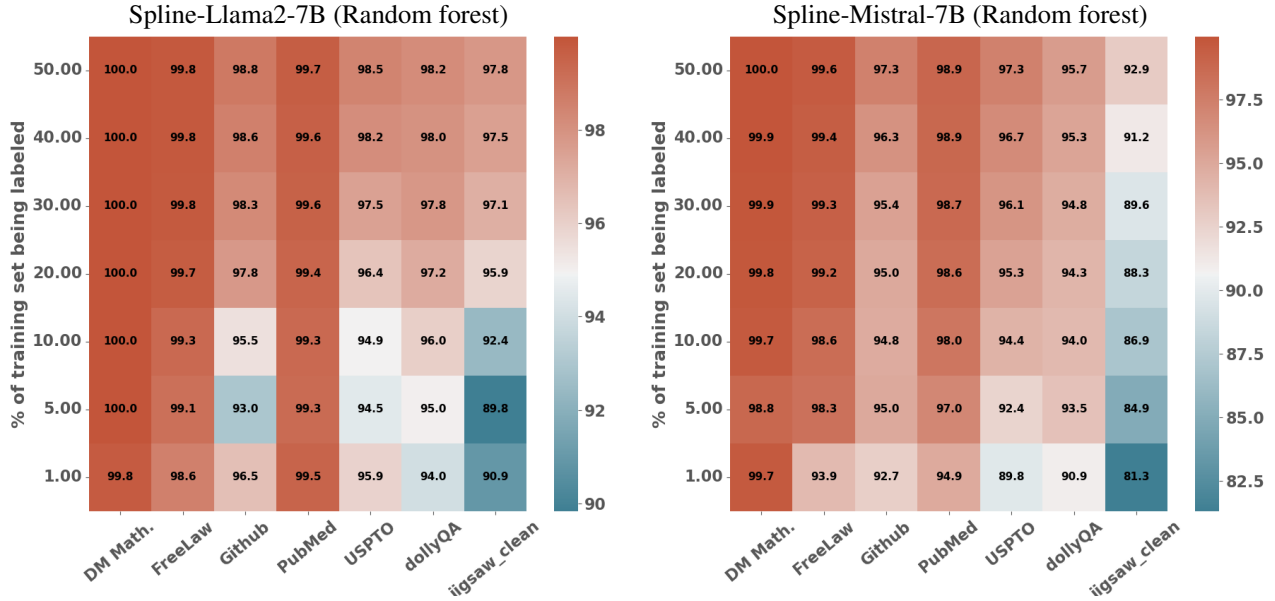 Spline-Llama2-7B (Random forest)
% of training set being labeled
50.00 100.0 99.8 98.8 99.7 98.5 98.2 97.8
40.00 100.0 99.8 98.6 99.6 98.2 98.0 97.5
30.00 100.0 99.8 98.3 99.6 97.5 97.8 97.1
20.00 100.0 99.7 97.8 99.4 96.4 97.2 95.9
10.00 100.0 99.3 95.5 99.3 94.9 96.0 92.4
5.00 100.0 99.1 93.0 99.3 94.5 95.0 89.8
1.00 99.8 98.6 96.5 99.5 95.9 94.0 90.9
DM Math. FreeLaw Github PubMed USPTO dollyQA jigsaw_clean
98
96
94
92
90
Spline-Mistral-7B (Random forest)
% of training set being labeled
50.00 100.0 99.6 97.3 98.9 97.3 95.7 92.9
40.00 99.9 99.4 96.3 98.9 96.7 95.3 91.2
30.00 99.9 99.3 95.4 98.7 96.1 94.8 89.6
20.00 99.8 99.2 95.0 98.6 95.3 94.3 88.3
10.00 99.7 98.6 94.8 98.0 94.4 94.0 86.9
5.00 98.8 98.3 95.0 97.0 92.4 93.5 84.9
1.00 99.7 93.9 92.7 94.9 89.8 90.9 81.3
DM Math. FreeLaw Github PubMed USPTO dollyQA jigsaw_clean
97.5
95.0
92.5
90.0
87.5
85.0
82.5